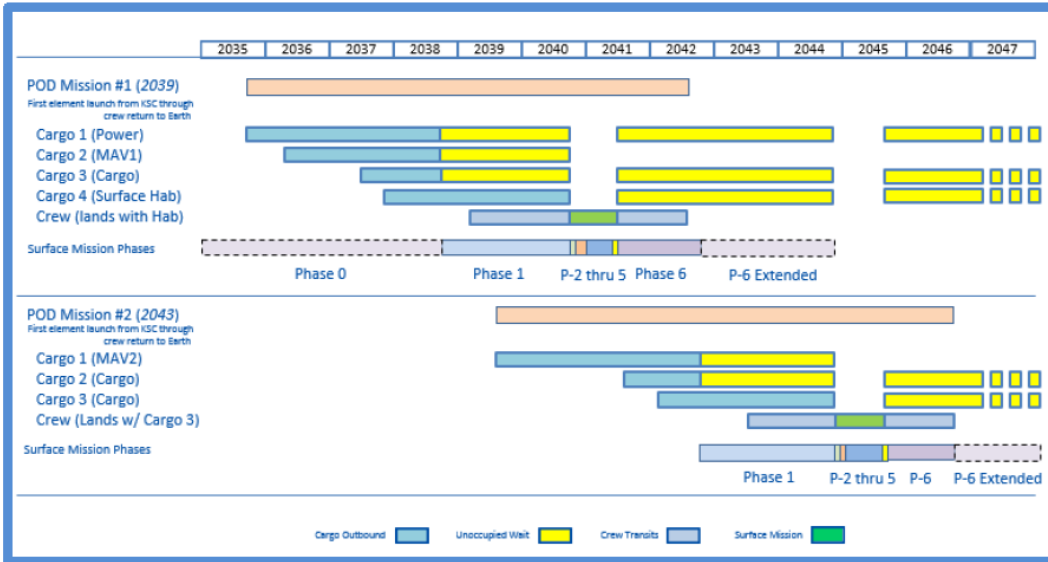 2035 2036 2037 2038 2039 2040 2041 2042 2043 2044 2045 2046 2047
POD Mission #1 (2039)
First element launch from KSC through
crew return to Earth
Cargo 1 (Power)
Cargo 2 (MAV1)
Cargo 3 (Cargo)
Cargo 4 (Surface Hab)
Crew (lands with Hab)
Surface Mission Phases
Phase 0 Phase 1 P-2 thru 5 Phase 6 P-6 Extended
POD Mission #2 (2043)
First element launch from KSC through
crew return to Earth
Cargo 1 (MAV2)
Cargo 2 (Cargo)
Cargo 3 (Cargo)
Crew (Lands w/ Cargo 3)
Surface Mission Phases
Phase 1 P-2 thru 5 P-6 P-6 Extended
Cargo Outbound Unoccupied Wait Crew Transits Surface Mission